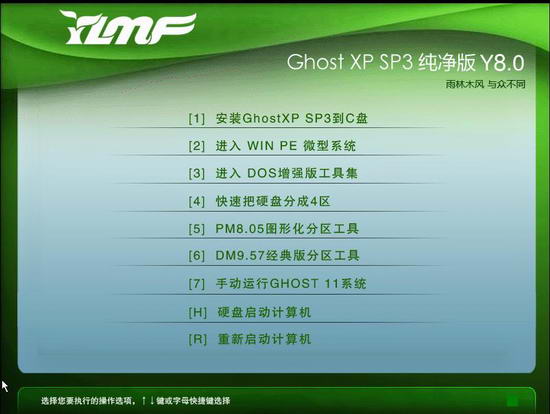 YLMF
Ghost XP SP3 纯净版 Y8.0
雨林木风 与众不同
[1] 安装GhostXP SP3到C盘
[2] 进入 WIN PE 微型系统
[3] 进入 DOS增强版工具集
[4] 快速把硬盘分成4区
[5] PM8.05图形化分区工具
[6] DM9.57经典版分区工具
[7] 手动运行GHOST 11系统
[H] 硬盘启动计算机
[R] 重新启动计算机
选择您要执行的操作选项，↑↓键或字母快捷键选择